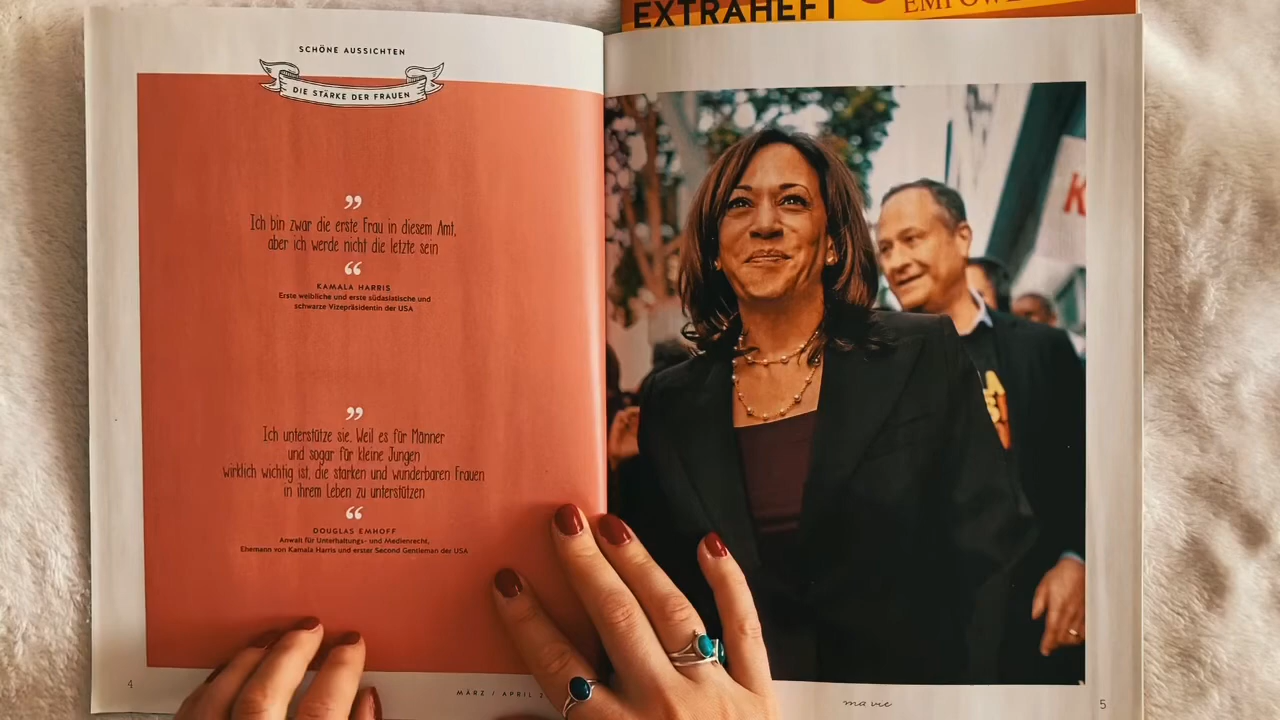 EXTRAHEFT
SCHÖNE AUSSICHTEN
DIE STÄRKE DER FRAUEN
”
Ich bin zwar die erste Frau in diesem Amt,
aber ich werde nicht die letzte sein
“
KAMALA HARRIS
Erste weibliche und erste südasiatische und
schwarze Vizepräsidentin der USA
”
Ich unterstütze sie. Weil es für Männer
und sogar für kleine Jungen
wirklich wichtig ist, die starken und wunderbaren Frauen
in ihrem Leben zu unterstützen
“
DOUGLAS EMHOFF
Anwalt für Unterhaltungs- und Medienrecht,
Ehemann von Kamala Harris und erster Second Gentleman der USA
4
MÄRZ / APRIL
K
ma vie
5